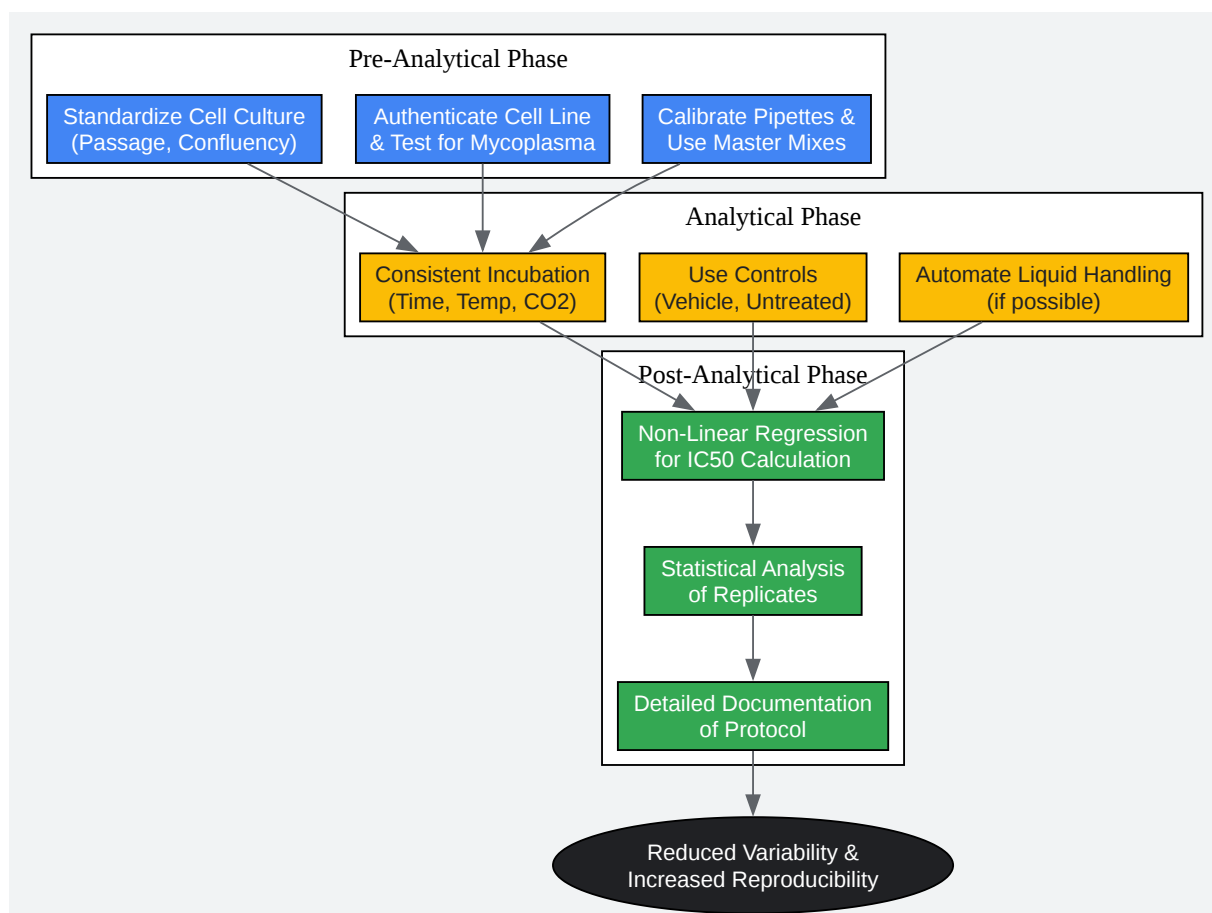 Pre-Analytical Phase
Standardize Cell Culture
(Passage, Confluency)
Authenticate Cell Line
& Test for Mycoplasma
Calibrate Pipettes &
Use Master Mixes
Analytical Phase
Consistent Incubation
(Time, Temp, CO2)
Use Controls
(Vehicle, Untreated)
Automate Liquid Handling
(if possible)
Post-Analytical Phase
Non-Linear Regression
for IC50 Calculation
Statistical Analysis
of Replicates
Detailed Documentation
of Protocol
Reduced Variability &
Increased Reproducibility